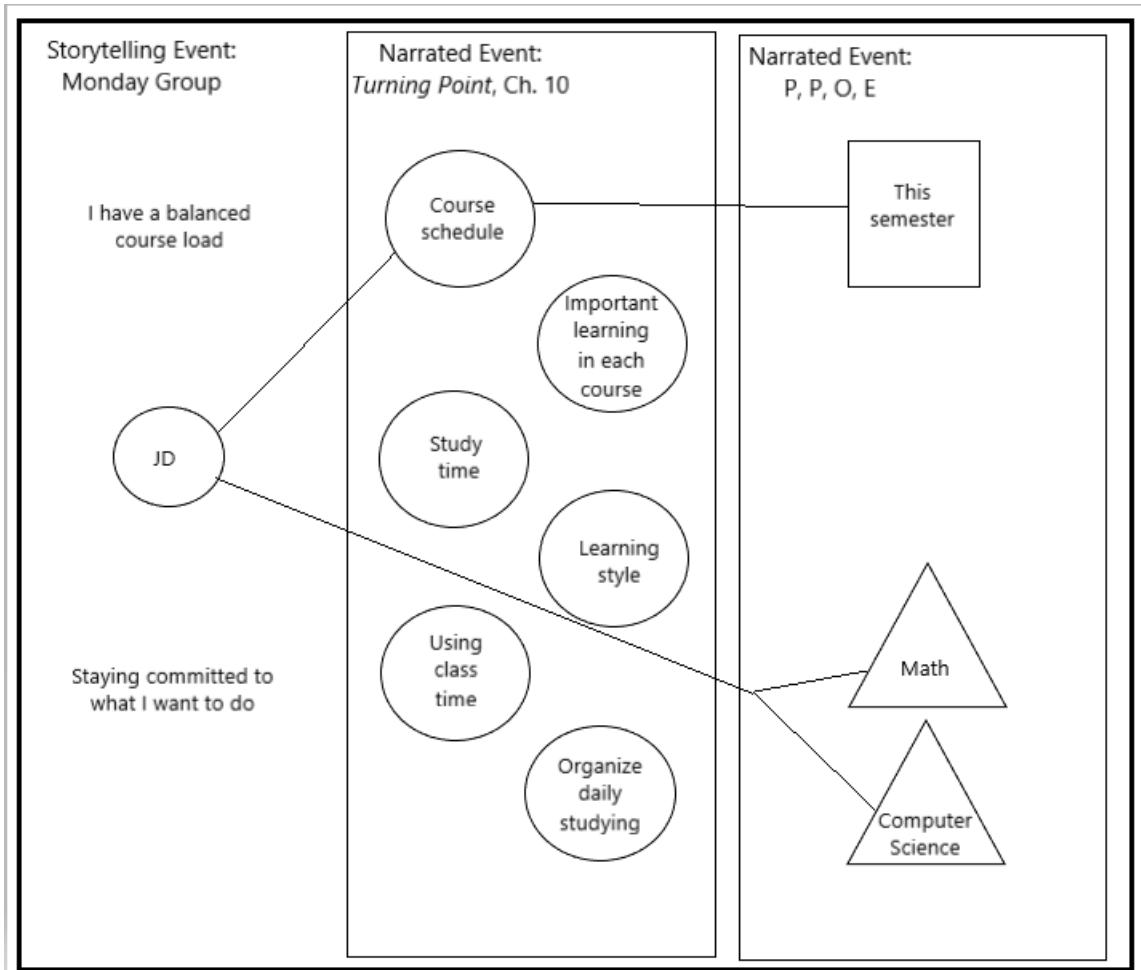 Storytelling Event:
Monday Group
Narrated Event:
Turning Point, Ch. 10
Narrated Event:
P, P, O, E
I have a balanced
course load
Course
schedule
This
semester
Important
learning
in each
course
JD
Study
time
Learning
style
Staying committed to
what I want to do
Using
class
time
Math
Organize
daily
studying
Computer
Science